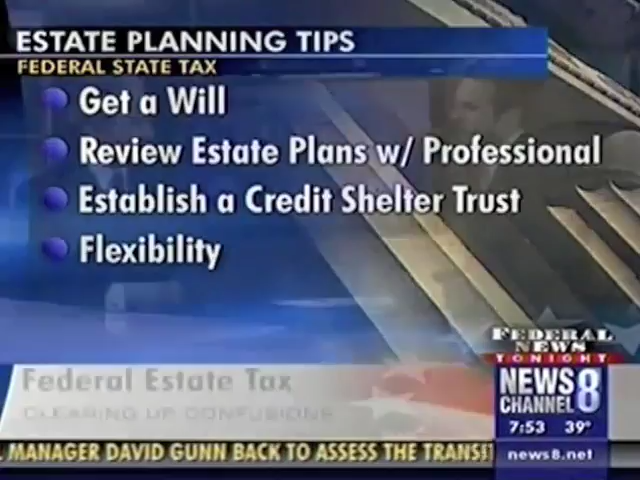 ESTATE PLANNING TIPS
FEDERAL STATE TAX
Get a Will
Review Estate Plans w/ Professional
Establish a Credit Shelter Trust
Flexibility
FEDERAL
NEWS
TONIGHT
Federal Estate Tax
CLEARING UP CONFUSIONS
NEWS 8
CHANNEL
7:53 39°
MANAGER DAVID GUNN BACK TO ASSESS THE
news8.net